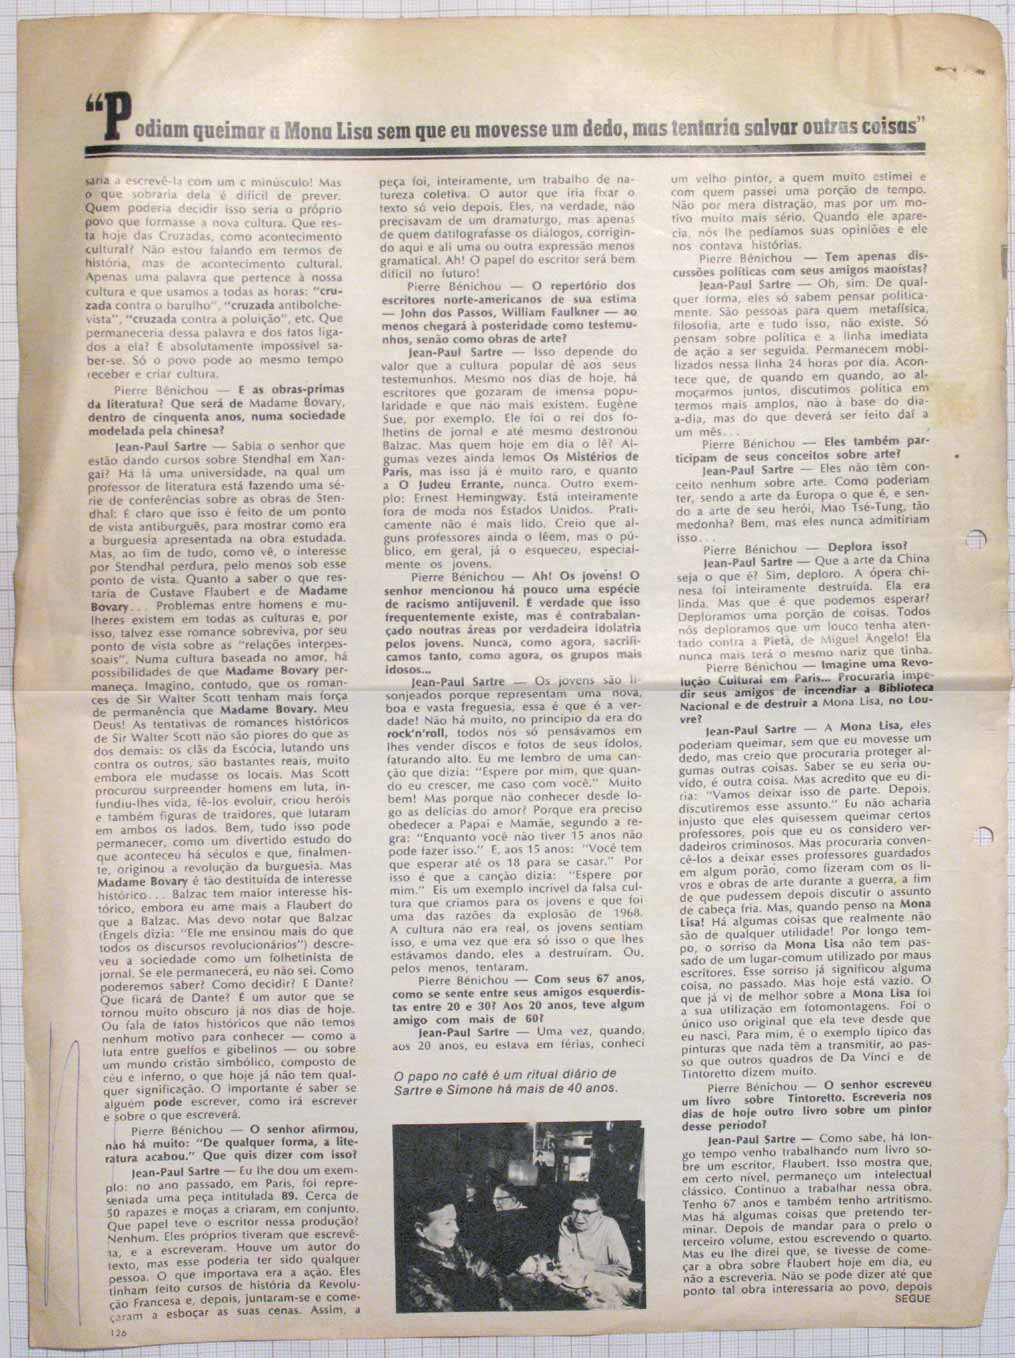 “Podiam queimar a Mona Lisa sem que eu movesse um dedo, mas tentaria salvar outras coisas”
saria a escrevê-la com um c minúsculo! Mas
o que sobraria dela é difícil de prever.
Quem poderia decidir isso seria o próprio
povo que formasse a nova cultura. Que res-
ta hoje das Cruzadas, como acontecimento
cultural? Não estou falando em termos de
história, mas de acontecimento cultural.
Apenas uma palavra que pertence à nossa
cultura e que usamos a todas as horas: “cru-
zada contra o barulho”, “cruzada antibolche-
vista”, “cruzada contra a poluição”, etc. Que
permaneceria dessa palavra e dos fatos liga-
dos a ela? É absolutamente impossível sa-
ber-se. Só o povo pode ao mesmo tempo
receber e criar cultura.
Pierre Bénichou — E as obras-primas
da literatura? Que será de Madame Bovary,
dentro de cinquenta anos, numa sociedade
modelada pela chinesa?
Jean-Paul Sartre — Sabia o senhor que
estão dando cursos sobre Stendhal em Xan-
gai? Há lá uma universidade, na qual um
professor de literatura está fazendo uma sé-
rie de conferências sobre as obras de Sten-
dhal: É claro que isso é feito de um ponto
de vista antiburguês, para mostrar como era
a burguesia apresentada na obra estudada.
Mas, ao fim de tudo, como vê, o interesse
por Stendhal perdura, pelo menos sob esse
ponto de vista. Quanto a saber o que res-
taria de Gustave Flaubert e de Madame
Bovary... Problemas entre homens e mu-
lheres existem em todas as culturas e, por
isso, talvez esse romance sobreviva, por seu
ponto de vista sobre as “relações interpes-
soais”. Numa cultura baseada no amor, há
possibilidades de que Madame Bovary per-
maneça. Imagino, contudo, que os roman-
ces de Sir Walter Scott tenham mais força
de permanência que Madame Bovary. Meu
Deus! As tentativas de romances históricos
de Sir Walter Scott não são piores do que as
dos demais: os clãs da Escócia, lutando uns
contra os outros, são bastantes reais, muito
embora ele mudasse os locais. Mas Scott
procurou surpreender homens em luta, in-
fundiu-lhes vida, fê-los evoluir, criou heróis
e também figuras de traidores, que lutaram
em ambos os lados. Bem, tudo isso pode
permanecer, como um divertido estudo do
que aconteceu há séculos e que, finalmen-
te, originou a revolução da burguesia. Mas
Madame Bovary é tão destituída de interesse
histórico... Balzac tem maior interesse his-
tórico, embora eu ame mais a Flaubert do
que a Balzac. Mas devo notar que Balzac
(Engels dizia: “Ele me ensinou mais do que
todos os discursos revolucionários”) descre-
veu a sociedade como um folhetinista de
jornal. Se ele permanecerá, eu não sei. Como
poderemos saber? Como decidir? E Dante?
Que ficará de Dante? É um autor que se
tornou muito obscuro já nos dias de hoje.
Ou fala de fatos históricos que não temos
nenhum motivo para conhecer — como a
luta entre guelfos e gibelinos — ou sobre
um mundo cristão simbólico, composto de
céu e inferno, o que hoje já não tem qual-
quer significação. O importante é saber se
alguém pode escrever, como irá escrever
e sobre o que escreverá.
Pierre Bénichou — O senhor afirmou,
não há muito: “De qualquer forma, a lite-
ratura acabou.” Que quis dizer com isso?
Jean-Paul Sartre — Eu lhe dou um exem-
plo: no ano passado, em Paris, foi repre-
sentada uma peça intitulada 89. Cerca de
50 rapazes e moças a criaram, em conjunto.
Que papel teve o escritor nessa produção?
Nenhum. Eles próprios tiveram que escrevê-
la, e a escreveram. Houve um autor do
texto, mas esse poderia ter sido qualquer
pessoa. O que importava era a ação. Eles
tinham feito cursos de história da Revolu-
ção Francesa e, depois, juntaram-se e come-
çaram a esboçar as suas cenas. Assim, a
126
peça foi, inteiramente, um trabalho de na-
tureza coletiva. O autor que iria fixar o
texto só veio depois. Eles, na verdade, não
precisavam de um dramaturgo, mas apenas
de quem datilografasse os diálogos, corrigin-
do aqui e ali uma ou outra expressão menos
gramatical. Ah! O papel do escritor será bem
difícil no futuro!
Pierre Bénichou — O repertório dos
escritores norte-americanos de sua estima
— John dos Passos, William Faulkner — ao
menos chegará à posteridade como testemu-
nhos, senão como obras de arte?
Jean-Paul Sartre — Isso depende do
valor que a cultura popular dê aos seus
testemunhos. Mesmo nos dias de hoje, há
escritores que gozaram de imensa popu-
laridade e que não mais existem. Eugène
Sue, por exemplo. Ele foi o rei dos fo-
lhetins de jornal e até mesmo destronou
Balzac. Mas quem hoje em dia o lê? Al-
gumas vezes ainda lemos Os Mistérios de
Paris, mas isso já é muito raro, e quanto
a O Judeu Errante, nunca. Outro exem-
plo: Ernest Hemingway. Está inteiramente
fora de moda nos Estados Unidos. Prati-
camente não é mais lido. Creio que al-
guns professores ainda o lêem, mas o pú-
blico, em geral, já o esqueceu, especial-
mente os jovens.
Pierre Bénichou — Ah! Os jovens! O
senhor mencionou há pouco uma espécie
de racismo antijuvenil. É verdade que isso
frequentemente existe, mas é contrabalan-
çado noutras áreas por verdadeira idolatria
pelos jovens. Nunca, como agora, sacrifi-
camos tanto, como agora, os grupos mais
idosos...
Jean-Paul Sartre — Os jovens são li-
sonjeados porque representam uma nova,
boa e vasta freguesia, essa é que é a ver-
dade! Não há muito, no princípio da era do
rock’n’roll, todos nós só pensávamos em
lhes vender discos e fotos de seus ídolos,
faturando alto. Eu me lembro de uma can-
ção que dizia: “Espere por mim, que quan-
do eu crescer, me caso com você.” Muito
bem! Mas porque não conhecer desde lo-
go as delícias do amor? Porque era preciso
obedecer a Papai e Mamãe, segundo a re-
gra: “Enquanto você não tiver 15 anos não
pode fazer isso.” E, aos 15 anos: “Você tem
que esperar até os 18 para se casar.” Por
isso é que a canção dizia: “Espere por
mim.” Eis um exemplo incrível da falsa cul-
tura que criamos para os jovens e que foi
uma das razões da explosão de 1968.
A cultura não era real, os jovens sentiam
isso, e uma vez que era só isso o que lhes
estávamos dando, eles a destruíram. Ou,
pelos menos, tentaram.
Pierre Bénichou — Com seus 67 anos,
como se sente entre seus amigos esquerdis-
tas entre 20 e 30? Aos 20 anos, teve algum
amigo com mais de 60?
Jean-Paul Sartre — Uma vez, quando,
aos 20 anos, eu estava em férias, conheci
O papo no café é um ritual diário de
Sartre e Simone há mais de 40 anos.
um velho pintor, a quem muito estimei e
com quem passei uma porção de tempo.
Não por mera distração, mas por um mo-
tivo muito mais sério. Quando ele apare-
cia, nós lhe pedíamos suas opiniões e ele
nos contava histórias.
Pierre Bénichou — Tem apenas dis-
cussões políticas com seus amigos maoístas?
Jean-Paul Sartre — Oh, sim. De qual-
quer forma, eles só sabem pensar politica-
mente. São pessoas para quem metafísica,
filosofia, arte e tudo isso, não existe. Só
pensam sobre política e a linha imediata
de ação a ser seguida. Permanecem mobi-
lizados nessa linha 24 horas por dia. Acon-
tece que, de quando em quando, ao al-
moçarmos juntos, discutimos política em
termos mais amplos, não à base do dia-
a-dia, mas do que deverá ser feito daí a
um mês...
Pierre Bénichou — Eles também par-
ticipam de seus conceitos sobre arte?
Jean-Paul Sartre — Eles não têm con-
ceito nenhum sobre arte. Como poderiam
ter, sendo a arte da Europa o que é, e sen-
do a arte de seu herói, Mao Tsé-Tung, tão
medonha? Bem, mas eles nunca admitiriam
isso...
Pierre Bénichou — Deplora isso?
Jean-Paul Sartre — Que a arte da China
seja o que é? Sim, deploro. A ópera chi-
nesa foi inteiramente destruída. Ela era
linda. Mas que é que podemos esperar?
Deploramos uma porção de coisas. Todos
nós deploramos que um louco tenha aten-
tado contra a Pietà, de Miguel Angelo! Ela
nunca mais terá o mesmo nariz que tinha.
Pierre Bénichou — Imagine uma Revo-
lução Cultural em Paris... Procuraria impe-
dir seus amigos de incendiar a Biblioteca
Nacional e de destruir a Mona Lisa, no Lou-
vre?
Jean-Paul Sartre — A Mona Lisa, eles
poderiam queimar, sem que eu movesse um
dedo, mas creio que procuraria proteger al-
gumas outras coisas. Saber se eu seria ou-
vido, é outra coisa. Mas acredito que eu di-
ria: “Vamos deixar isso de parte. Depois,
discutiremos esse assunto.” Eu não acharia
injusto que eles quisessem queimar certos
professores, pois que eu os considero ver-
dadeiros criminosos. Mas procuraria conven-
cê-los a deixar esses professores guardados
em algum porão, como fizeram com os li-
vros e obras de arte durante a guerra, a fim
de que pudessem depois discutir o assunto
de cabeça fria. Mas, quando penso na Mona
Lisa! Há algumas coisas que realmente não
são de qualquer utilidade! Por longo tem-
po, o sorriso da Mona Lisa não tem pas-
sado de um lugar-comum utilizado por maus
escritores. Esse sorriso já significou alguma
coisa, no passado. Mas hoje está vazio. O
que já vi de melhor sobre a Mona Lisa foi
a sua utilização em fotomontagens. Foi o
único uso original que ela teve desde que
eu nasci. Para mim, é o exemplo típico das
pinturas que nada têm a transmitir, ao pas-
so que outros quadros de Da Vinci e de
Tintoretto dizem muito.
Pierre Bénichou — O senhor escreveu
um livro sobre Tintoretto. Escreveria nos
dias de hoje outro livro sobre um pintor
desse período?
Jean-Paul Sartre — Como sabe, há lon-
go tempo venho trabalhando num livro so-
bre um escritor, Flaubert. Isso mostra que,
em certo nível, permaneço um intelectual
clássico. Continuo a trabalhar nessa obra.
Tenho 67 anos e também tenho artritismo.
Mas há algumas coisas que pretendo ter-
minar. Depois de mandar para o prelo o
terceiro volume, estou escrevendo o quarto.
Mas eu lhe direi que, se tivesse de come-
çar a obra sobre Flaubert hoje em dia, eu
não a escreveria. Não se pode dizer até que
ponto tal obra interessaria ao povo, depois
SEGUE